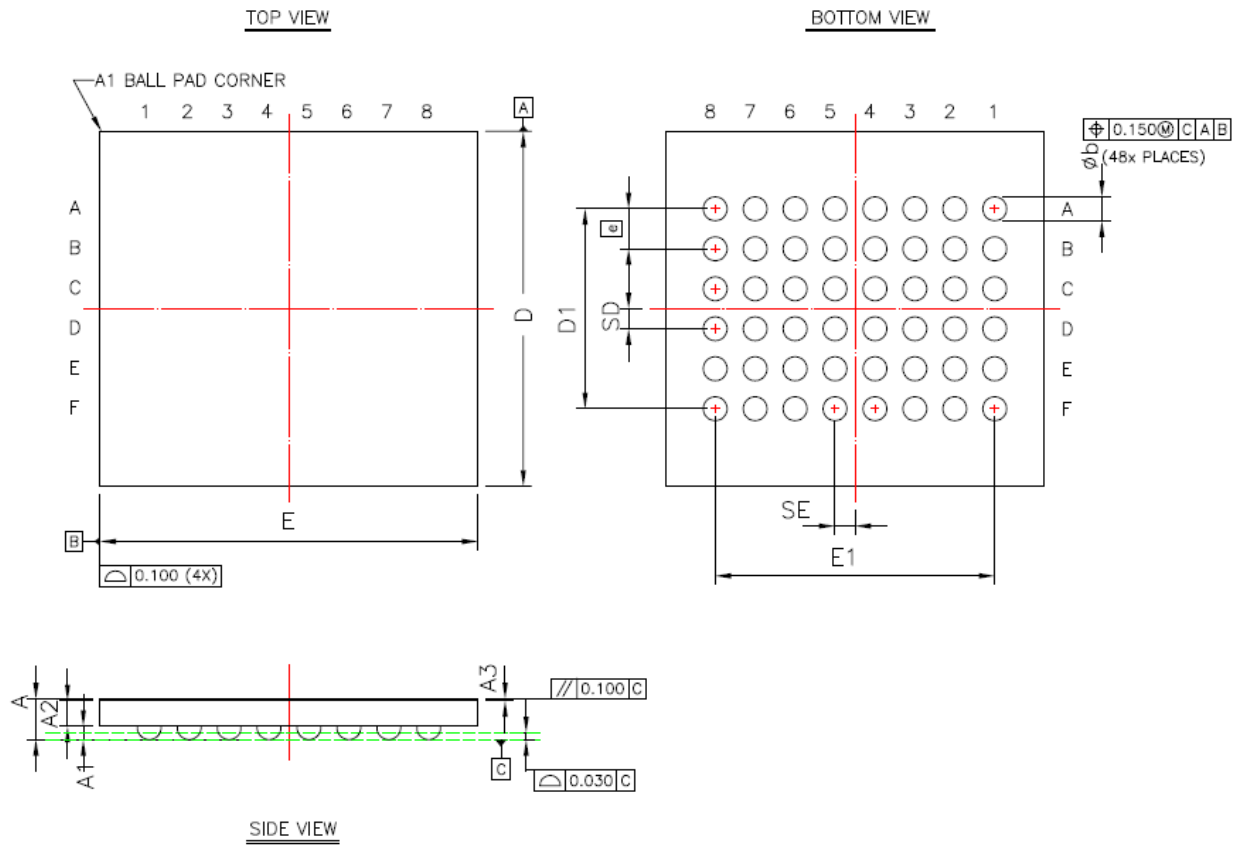 TOP VIEW
BOTTOM VIEW
A1 BALL PAD CORNER
1 2 3 4 5 6 7 8
A
8 7 6 5 4 3 2 1
⌖ 0.150Ⓜ C A B
(48x PLACES)
øb
A
B
C
D
E
F
D
E
B
⌓ 0.100 (4X)
e
SD
D1
A
B
C
D
E
F
SE
E1
A
A2
A1
A3
// 0.100 C
C
⌓ 0.030 C
SIDE VIEW